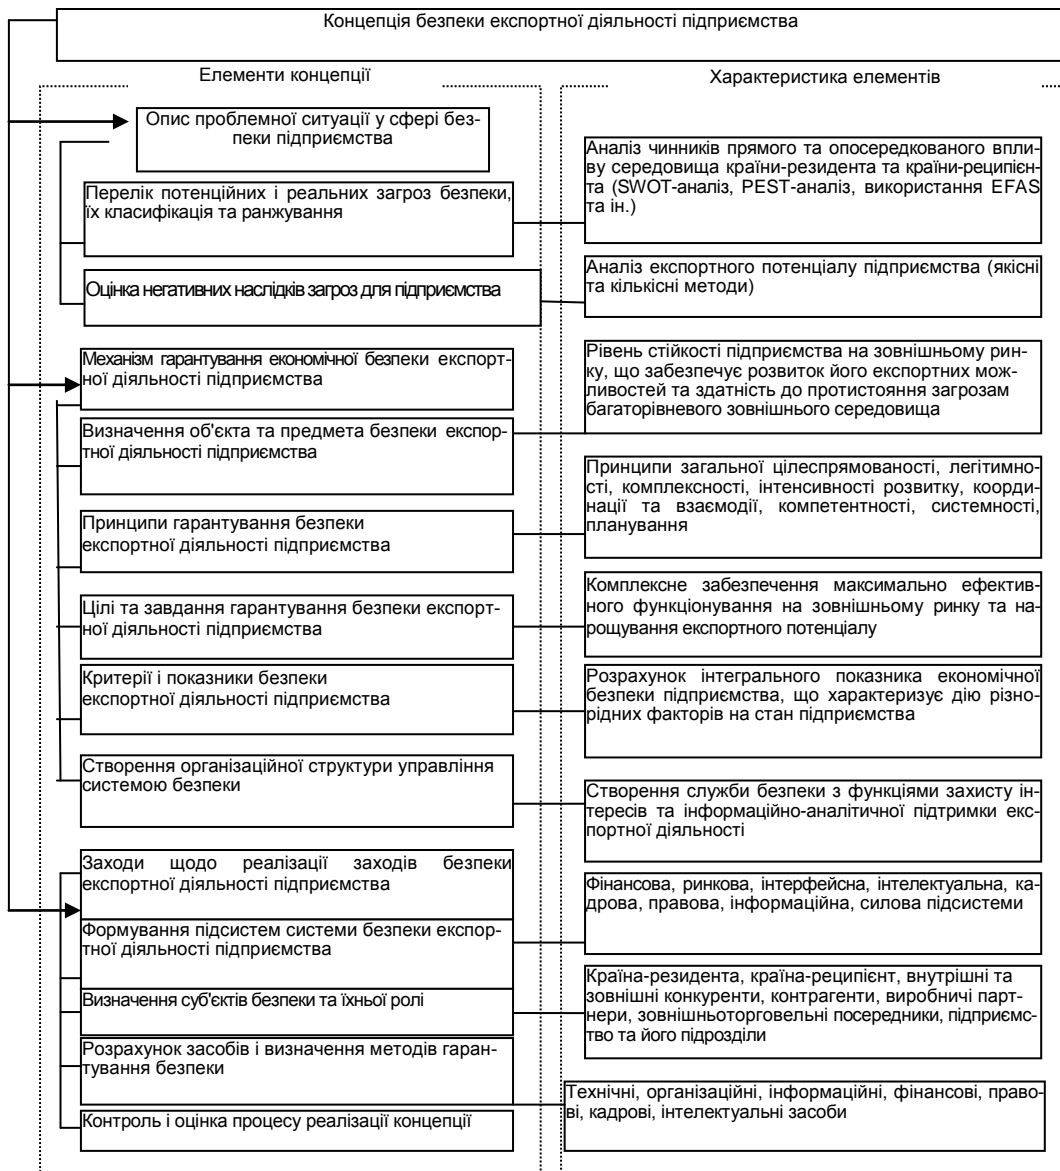 Концепція безпеки експортної діяльності підприємства
Елементи концепції
Характеристика елементів
Опис проблемної ситуації у сфері без-
пеки підприємства
Аналіз чинників прямого та опосередкованого впли-
ву середовища країни-резидента та країни-реципієн-
та (SWOT-аналіз, PEST-аналіз, використання EFAS
та ін.)
Перелік потенційних і реальних загроз безпеки,
їх класифікація та ранжування
Аналіз експортного потенціалу підприємства (якісні
та кількісні методи)
Оцінка негативних наслідків загроз для підприємства
Механізм гарантування економічної безпеки експорт-
ної діяльності підприємства
Рівень стійкості підприємства на зовнішньому рин-
ку, що забезпечує розвиток його експортних мож-
ливостей та здатність до протистояння загрозам
багаторівневого зовнішнього середовища
Визначення об'єкта та предмета безпеки експор-
тної діяльності підприємства
Принципи загальної цілеспрямованості, легітимно-
сті, комплексності, інтенсивності розвитку, коорди-
нації та взаємодії, компетентності, системності,
планування
Принципи гарантування безпеки
експортної діяльності підприємства
Комплексне забезпечення максимально ефектив-
ного функціонування на зовнішньому ринку та на-
рощування експортного потенціалу
Цілі та завдання гарантування безпеки експорт-
ної діяльності підприємства
Критерії і показники безпеки
експортної діяльності підприємства
Розрахунок інтегрального показника економічної
безпеки підприємства, що характеризує дію різно-
рідних факторів на стан підприємства
Створення організаційної структури управління
системою безпеки
Створення служби безпеки з функціями захисту ін-
тересів та інформаційно-аналітичної підтримки екс-
портної діяльності
Заходи щодо реалізації заходів безпеки
експортної діяльності підприємства
Фінансова, ринкова, інтерфейсна, інтелектуальна, ка-
дрова, правова, інформаційна, силова підсистеми
Формування підсистем системи безпеки експор-
тної діяльності підприємства
Країна-резидента, країна-реципієнт, внутрішні та
зовнішні конкуренти, контрагенти, виробничі парт-
нери, зовнішньоторговельні посередники, підприємс-
тво та його підрозділи
Визначення суб'єктів безпеки та їхньої ролі
Розрахунок засобів і визначення методів гаран-
тування безпеки
Технічні, організаційні, інформаційні, фінансові, право-
ві, кадрові, інтелектуальні засоби
Контроль і оцінка процесу реалізації концепції